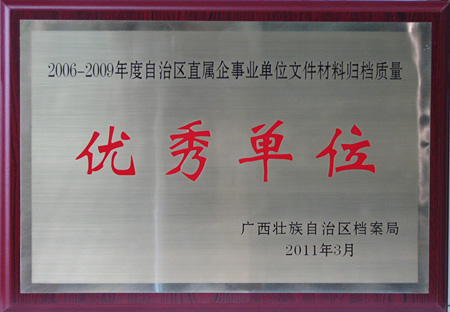 2006-2009年度自治区直属企事业单位文件材料归档质量
优秀单位
广西壮族自治区档案局
2011年3月